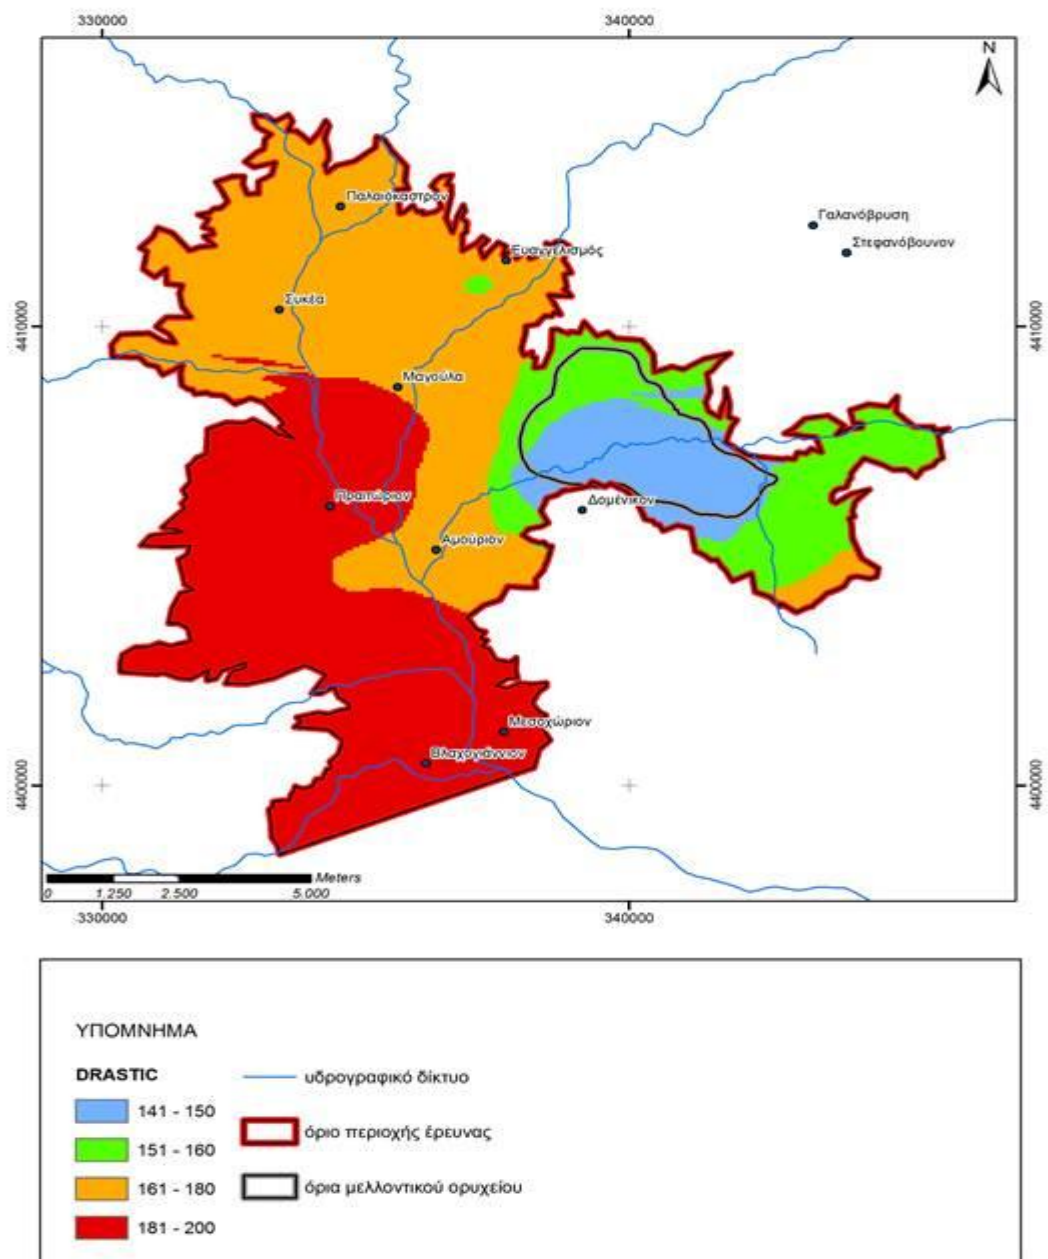 330000
340000
N
Παλαιόκαστρον
Γαλανόβρυση
Στεφανόβουνον
Ευαγγελισμός
Συκέα
4410000
4410000
Μαγούλα
Πραιτώριον
Δομένικον
Αμούριον
Μεσοχώριον
Βλαχογιάννιον
4400000
4400000
Meters
0 1.250 2.500 5.000
330000
340000
ΥΠΟΜΝΗΜΑ
DRASTIC
υδρογραφικό δίκτυο
141 - 150
όριο περιοχής έρευνας
151 - 160
161 - 180
όρια μελλοντικού ορυχείου
181 - 200